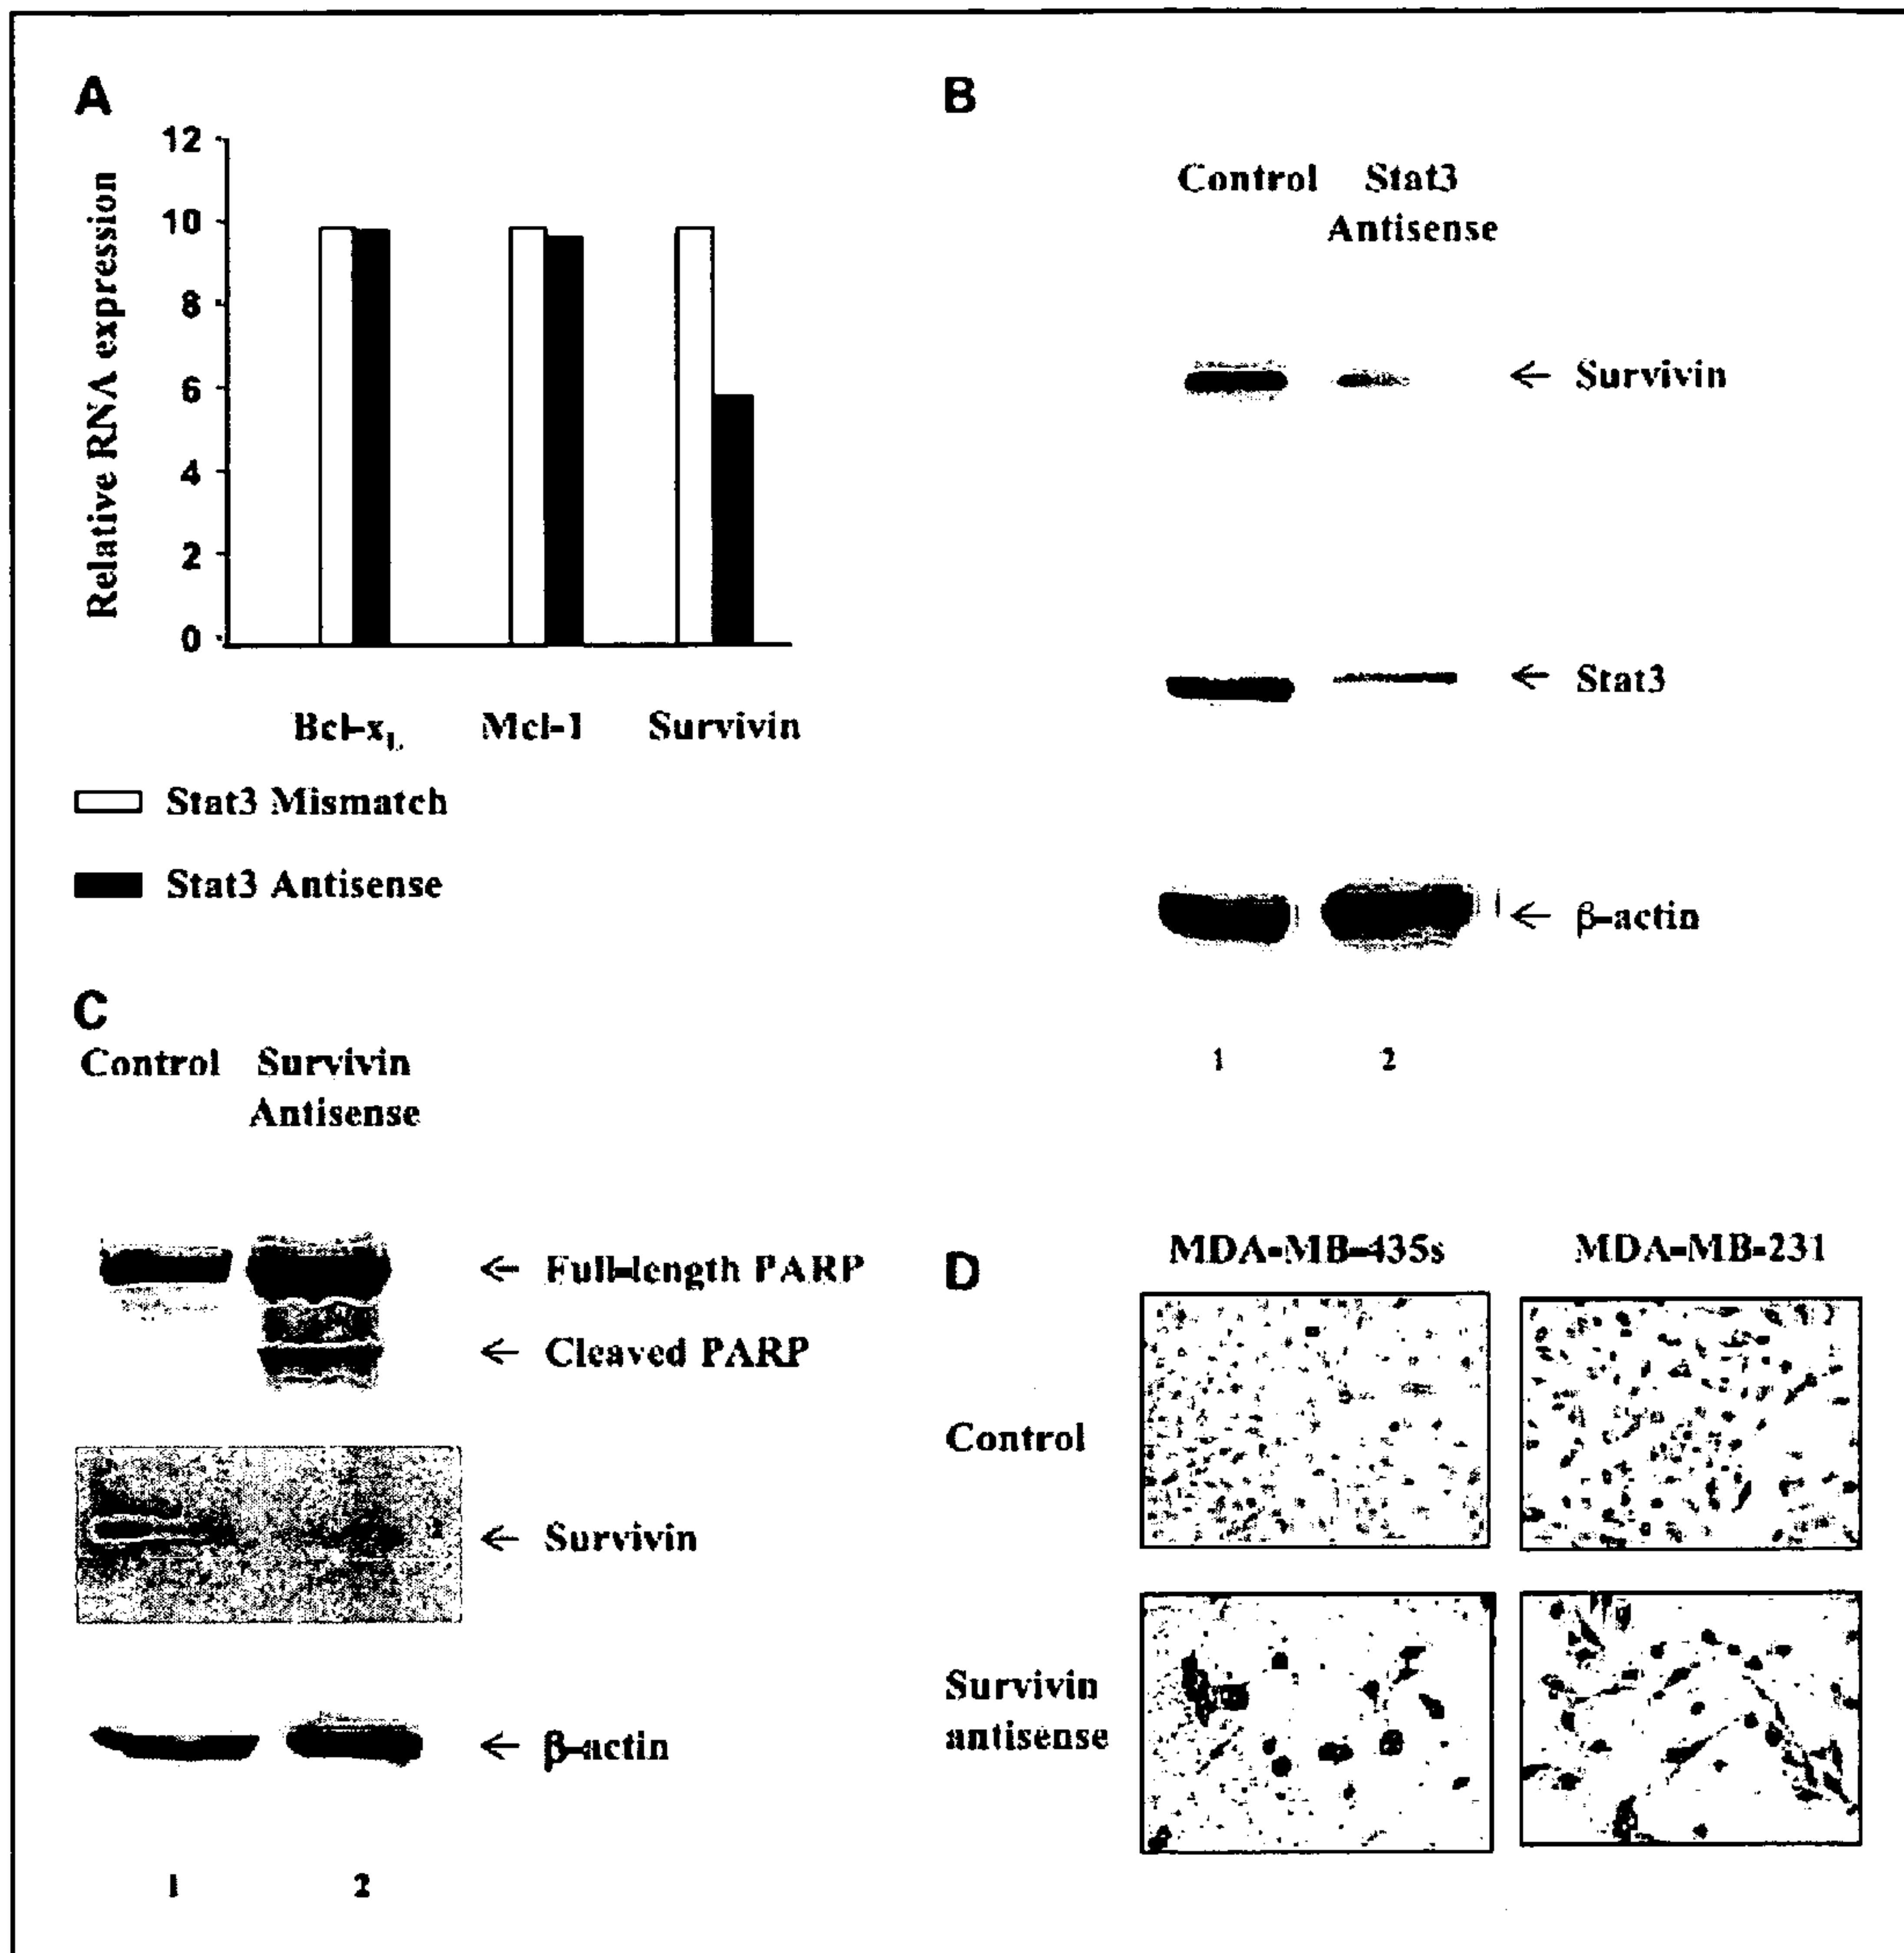 A
12
10
8
6
4
2
0
Relative RNA expression
Bcl-xL
Mcl-1
Survivin
Stat3 Mismatch
Stat3 Antisense
B
Control
Stat3
Antisense
← Survivin
← Stat3
← β-actin
1
2
C
Control
Survivin
Antisense
← Full-length PARP
← Cleaved PARP
← Survivin
← β-actin
1
2
D
MDA-MB-435s
MDA-MB-231
Control
Survivin
antisense